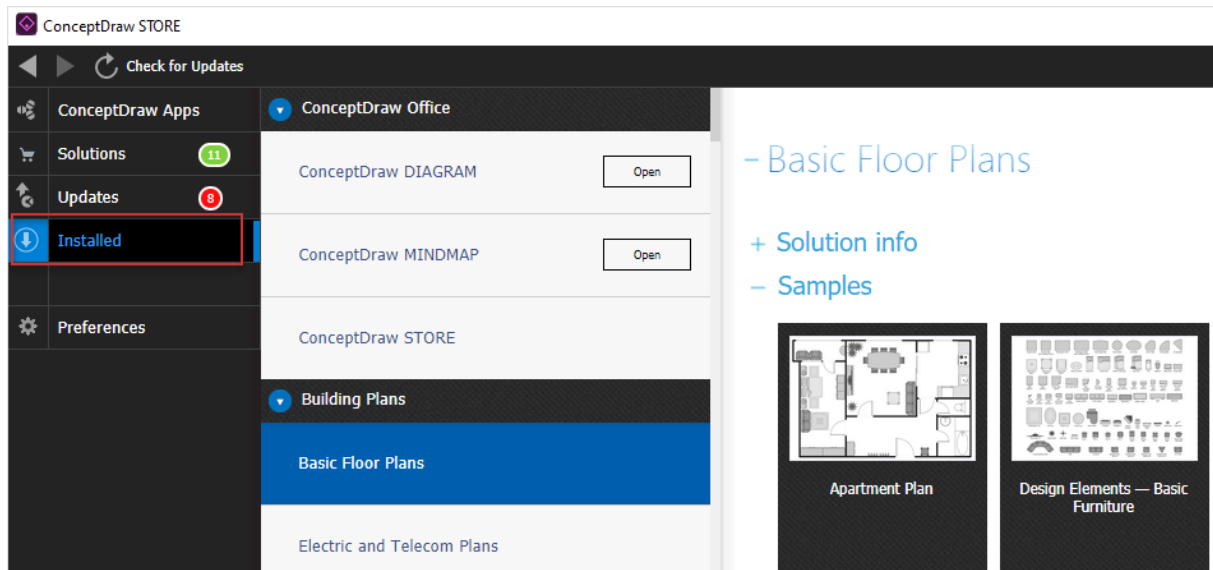 ConceptDraw STORE
Check for Updates
ConceptDraw Apps
Solutions 11
Updates 8
Installed
Preferences
ConceptDraw Office
ConceptDraw DIAGRAM Open
ConceptDraw MINDMAP Open
ConceptDraw STORE
Building Plans
Basic Floor Plans
Electric and Telecom Plans
– Basic Floor Plans
+ Solution info
– Samples
Apartment Plan
Design Elements — Basic
Furniture